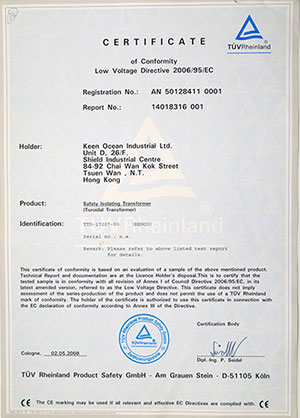 CERTIFICATE
of Conformity
Low Voltage Directive 2006/95/EC
TÜVRheinland
Registration No.: AN 50128411 0001
Report No.: 14018316 001
Holder: Keen Ocean Industrial Ltd.
Unit D, 26/F.
Shield Industrial Centre
84-92 Chai Wan Kok Street
Tsuen Wan , N.T.
Hong Kong
Product: Safety Isolating Transformer
(Toroidal Transformer)
Identification:
Serial no.: n.a.
Remark: Please refer to above listed test report
for details.
TÜVRheinland
This certificate of conformity is based on an evaluation of a sample of the above mentioned product.
Technical Report and documentation are at the Licence Holder's disposal.This is to certify that the
tested sample is in conformity with all revision of Annex I of Council Directive 2006/95/EC, in its
latest amended version, referred to as the Low Voltage Directive. This certificate does not imply
assessment of the series-production of the product and does not permit the use of a TÜV Rheinland
mark of conformity. The holder of the certificate is authorized to use this certificate in connection with
the EC declaration of conformity according to Annex III of the Directive.
Certification Body
Cologne, 02.05.2008
Dipl.-Ing. P. Seidel
TÜV Rheinland Product Safety GmbH - Am Grauen Stein - D-51105 Köln
CE The CE marking may be used if all relevant and effective EC Directives are complied with. CE